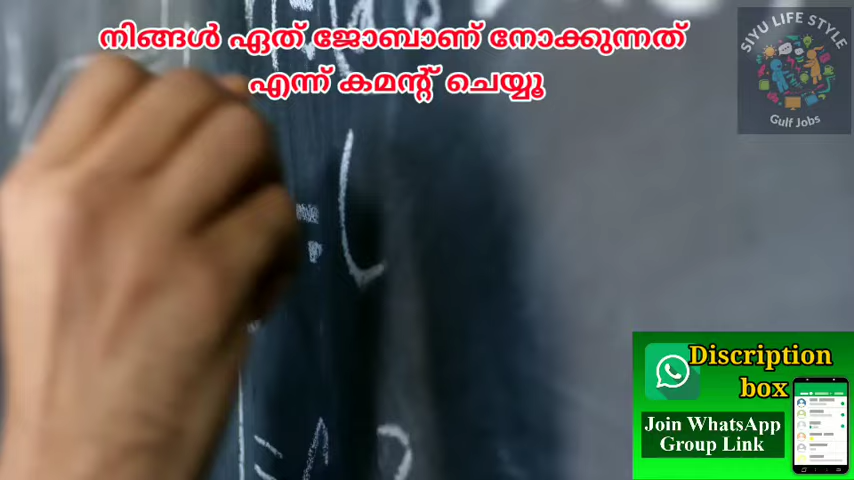 നിങ്ങൾ ഏത് ജോബാണ് നോക്കുന്നത്
എന്ന് കമന്റ് ചെയ്യൂ
SIYU LIFE STYLE
Gulf Jobs
Discription
box
Join WhatsApp
Group Link